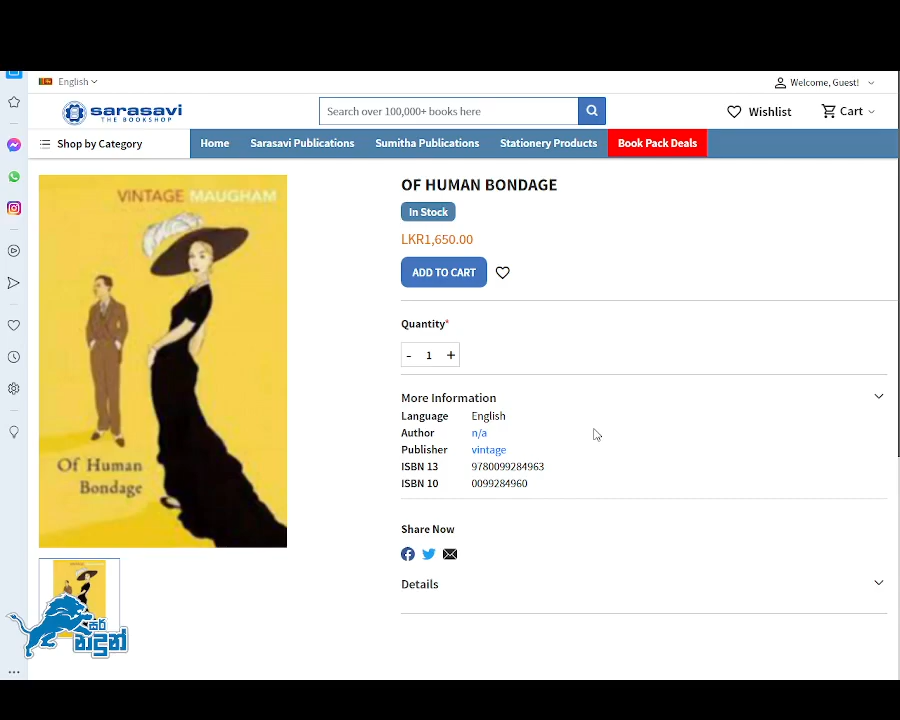 English
Welcome, Guest!
sarasavi
THE BOOKSHOP
Search over 100,000+ books here
Wishlist
Cart
Shop by Category
Home
Sarasavi Publications
Sumitha Publications
Stationery Products
Book Pack Deals
VINTAGE MAUGHAM
Of Human
Bondage
OF HUMAN BONDAGE
In Stock
LKR1,650.00
ADD TO CART
Quantity*
- 1 +
More Information
Language English
Author n/a
Publisher vintage
ISBN 13 9780099284963
ISBN 10 0099284960
Share Now
Details
සර්
නදුන්